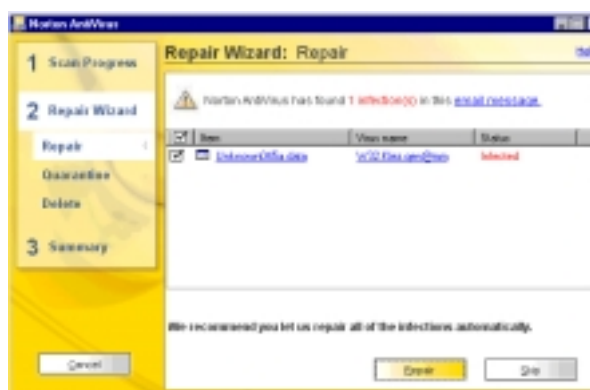 Norton AntiVirus
1 Scan Progress
2 Repair Wizard
Repair
Quarantine
Delete
3 Summary
Cancel
Repair Wizard: Repair
Norton AntiVirus has found 1 infection(s) in this email message.
Item Virus name Status
Infected
We recommend you let us repair all of the infections automatically.
Repair Skip